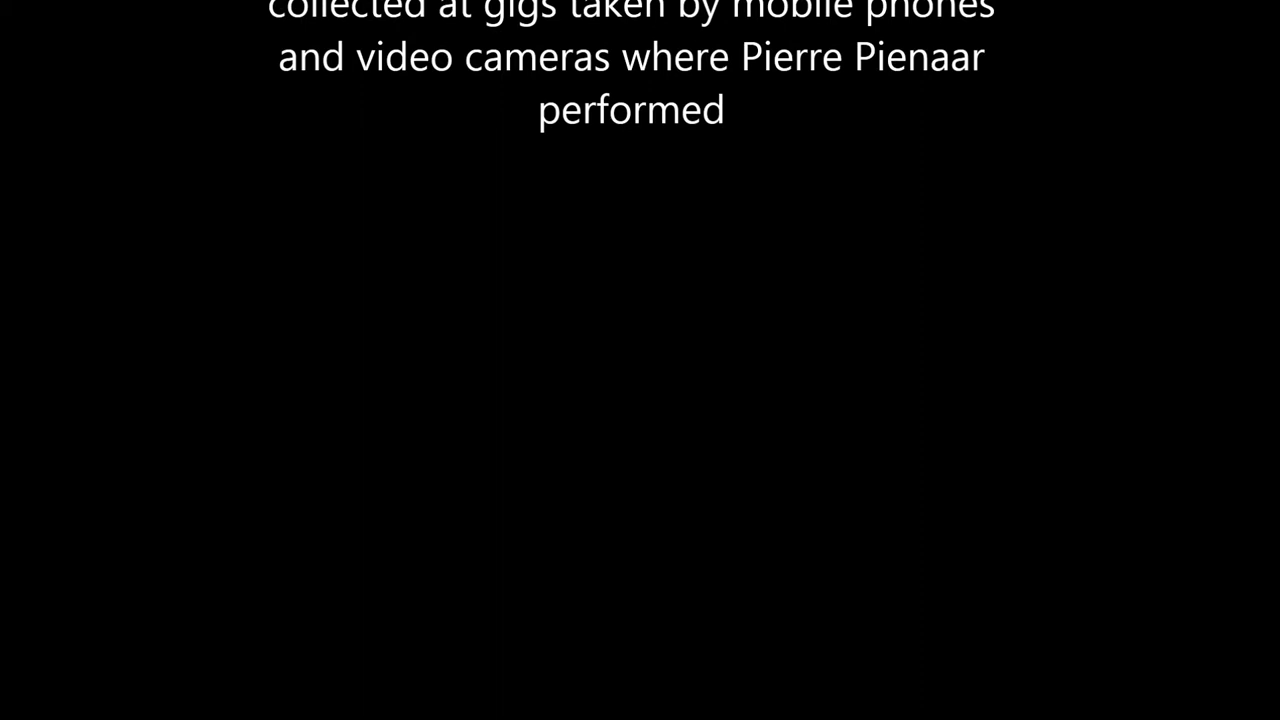 collected at gigs taken by mobile phones
and video cameras where Pierre Pienaar
performed